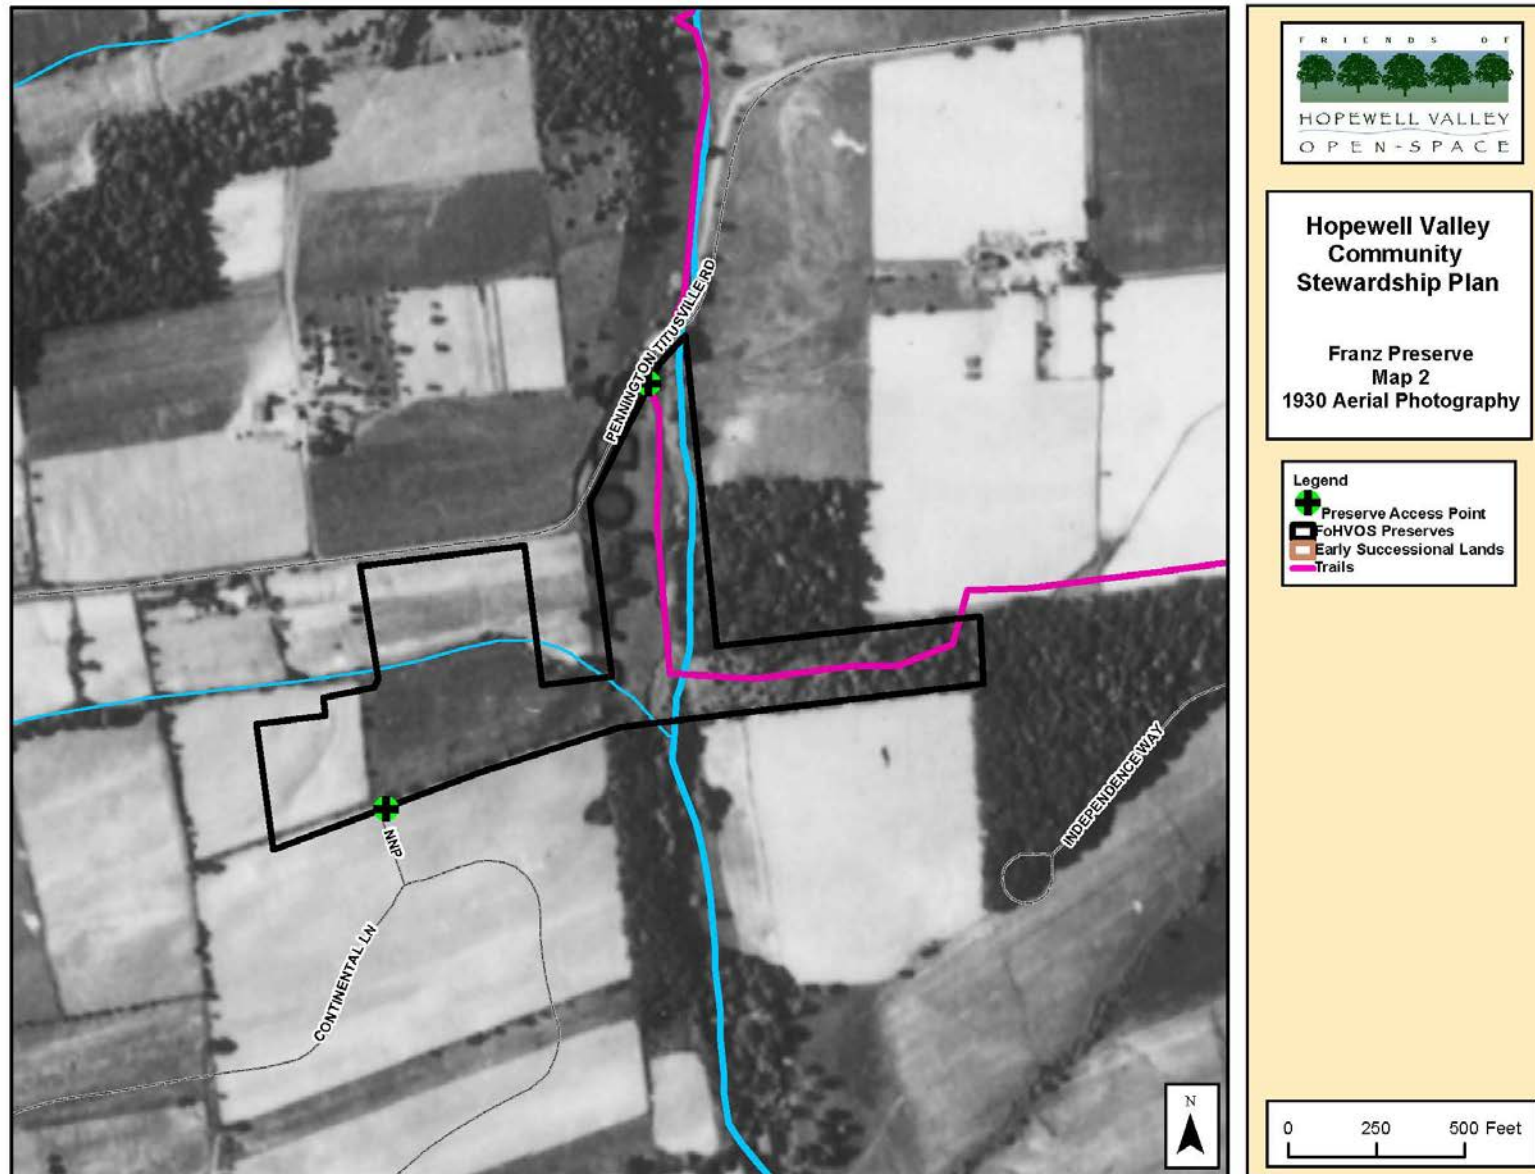 PENNINGTON TITUSVILLE RD
INDEPENDENCE WAY
NNP
CONTINENTAL LN
N
FRIENDS OF
HOPEWELL VALLEY
OPEN-SPACE
Hopewell Valley
Community
Stewardship Plan
Franz Preserve
Map 2
1930 Aerial Photography
Legend
Preserve Access Point
FoHVOS Preserves
Early Successional Lands
Trails
0 250 500 Feet